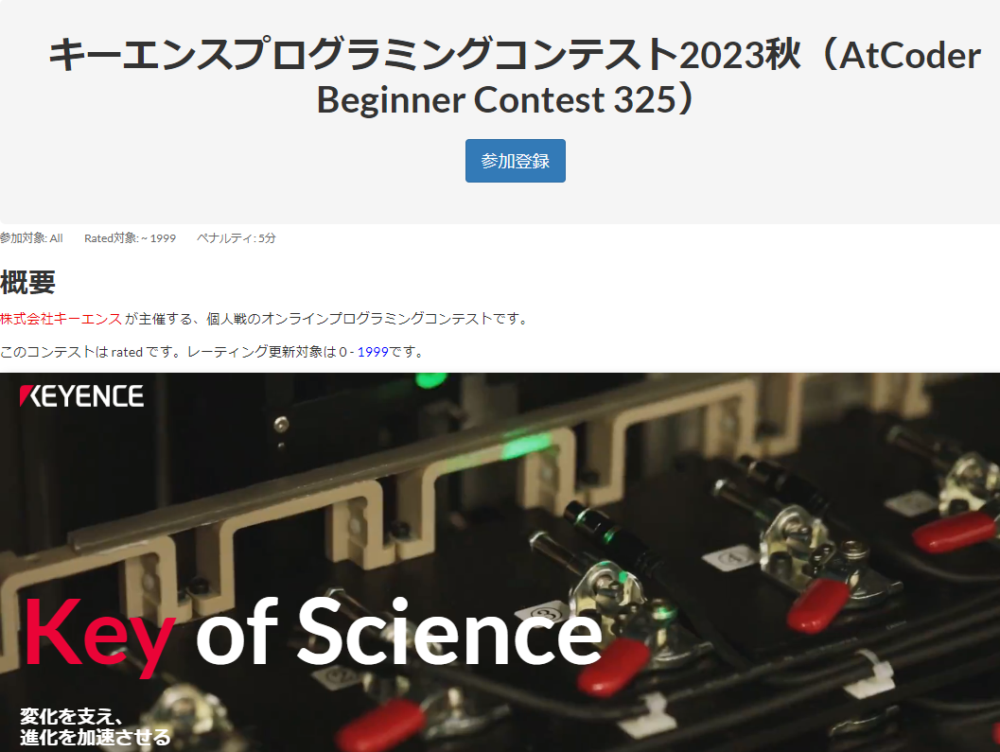 キーエンスプログラミングコンテスト2023秋（AtCoder
Beginner Contest 325）
参加登録
参加対象: All Rated対象: ~ 1999 ペナルティ: 5分
概要
株式会社キーエンス が主催する、個人戦のオンラインプログラミングコンテストです。
このコンテストは rated です。レーティング更新対象は 0 - 1999です。
KEYENCE
④
③
Key of Science
変化を支え、
進化を加速させる